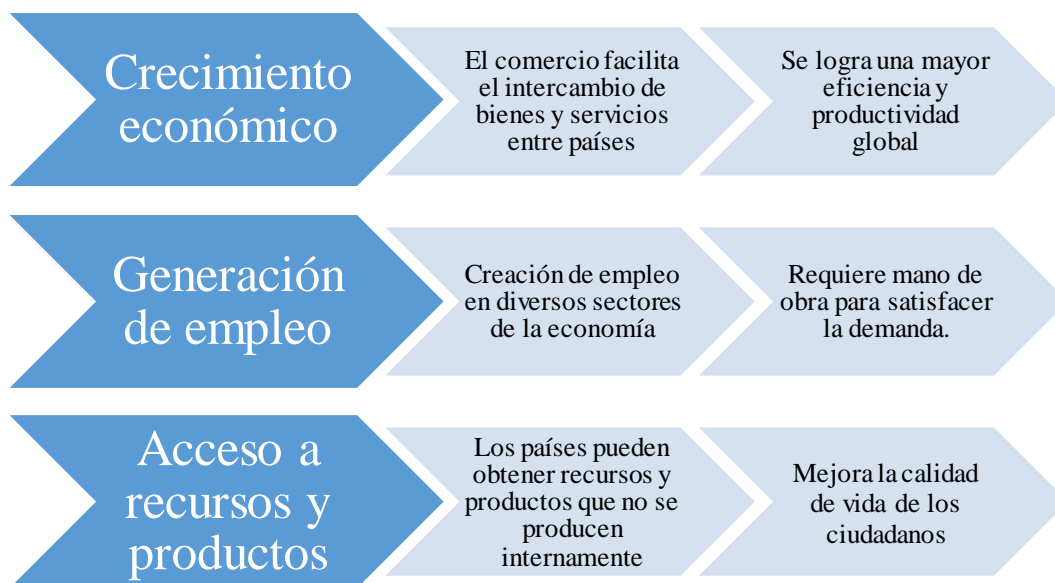 Crecimiento
económico
El comercio facilita
el intercambio de
bienes y servicios
entre países
Se logra una mayor
eficiencia y
productividad
global
Generación
de empleo
Creación de empleo
en diversos sectores
de la economía
Requiere mano de
obra para satisfacer
la demanda.
Acceso a
recursos y
productos
Los países pueden
obtener recursos y
productos que no se
producen
internamente
Mejora la calidad
de vida de los
ciudadanos